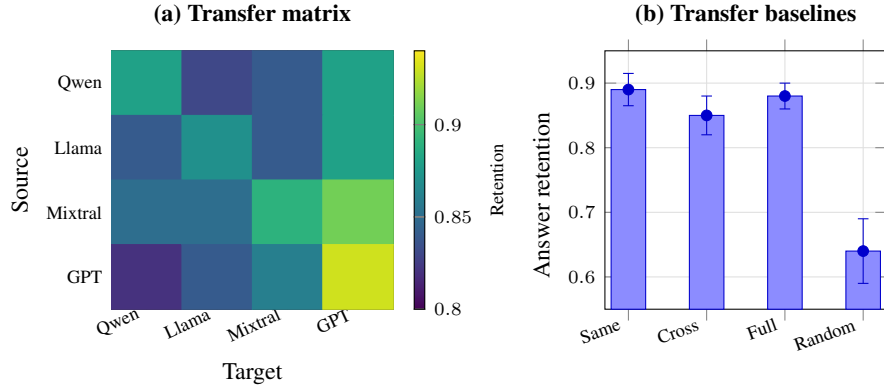 (a) Transfer matrix
Source
Qwen
Llama
Mixtral
GPT
Qwen
Llama
Mixtral
GPT
Target
0.9
0.85
0.8
Retention
(b) Transfer baselines
Answer retention
0.9
0.8
0.7
0.6
Same
Cross
Full
Random